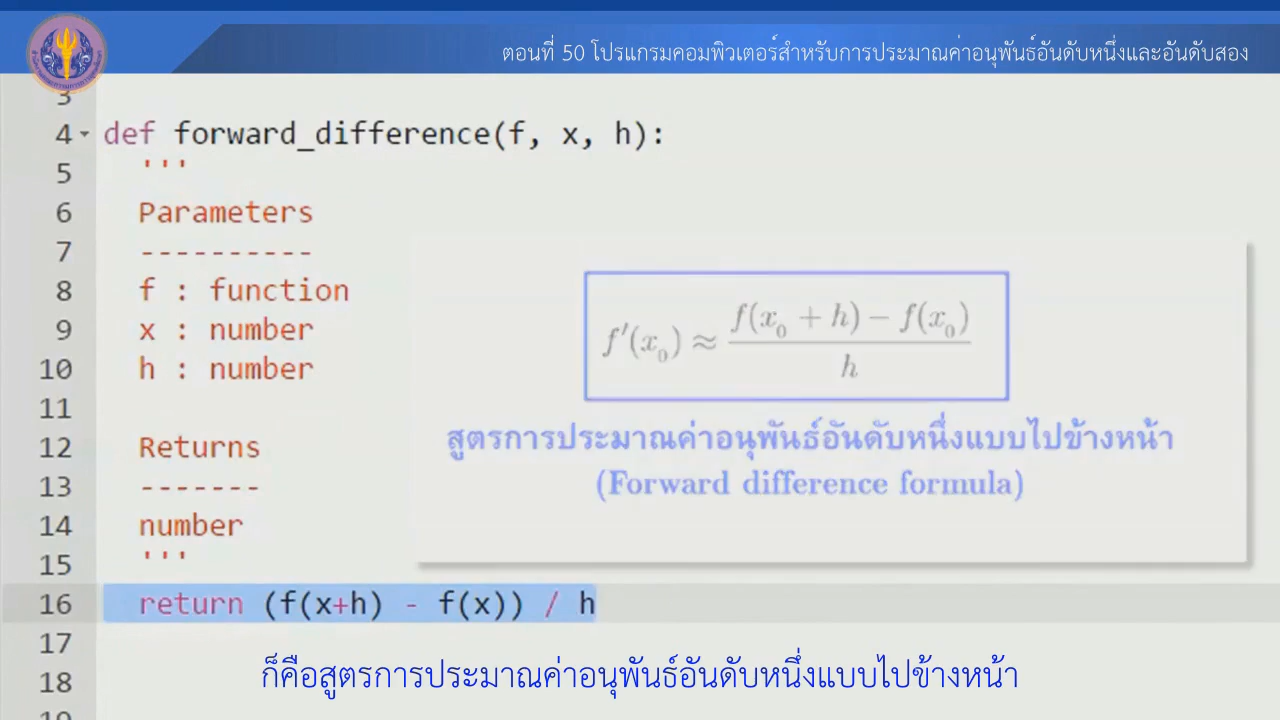 ตอนที่ 50 โปรแกรมคอมพิวเตอร์สำหรับการประมาณค่าอนุพันธ์อันดับหนึ่งและอันดับสอง
3
4 def forward_difference(f, x, h):
5 '''
6 Parameters
7 ----------
8 f : function
9 x : number
10 h : number
11
12 Returns
13 -------
14 number
15 '''
16 return (f(x+h) - f(x)) / h
17
18
19
f′(x₀) ≈ (f(x₀ + h) − f(x₀)) / h
สูตรการประมาณค่าอนุพันธ์อันดับหนึ่งแบบไปข้างหน้า
(Forward difference formula)
ก็คือสูตรการประมาณค่าอนุพันธ์อันดับหนึ่งแบบไปข้างหน้า